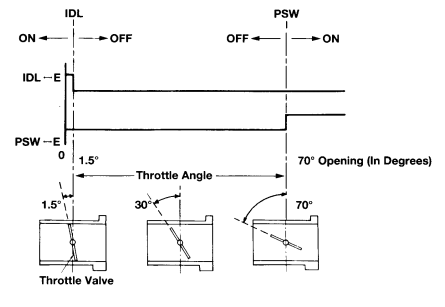 IDL
PSW
ON ← → OFF
OFF ← → ON
IDL ↔ E
PSW ↔ E
0
1.5°
Throttle Angle
70° Opening (In Degrees)
1.5°
30°
70°
Throttle Valve